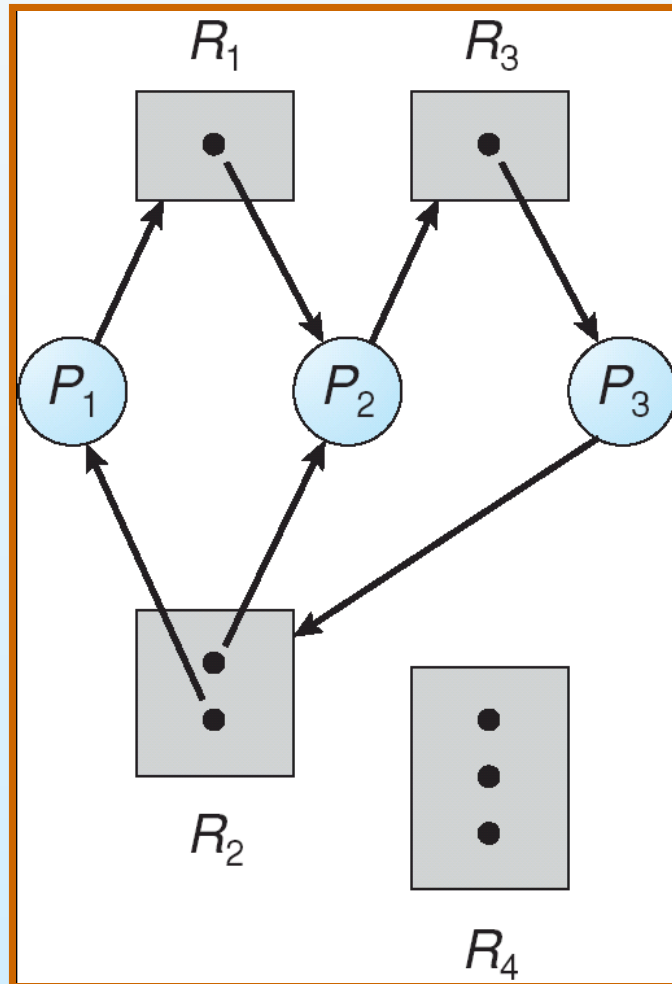 R₁ R₃
P₁ P₂ P₃
R₂
R₄